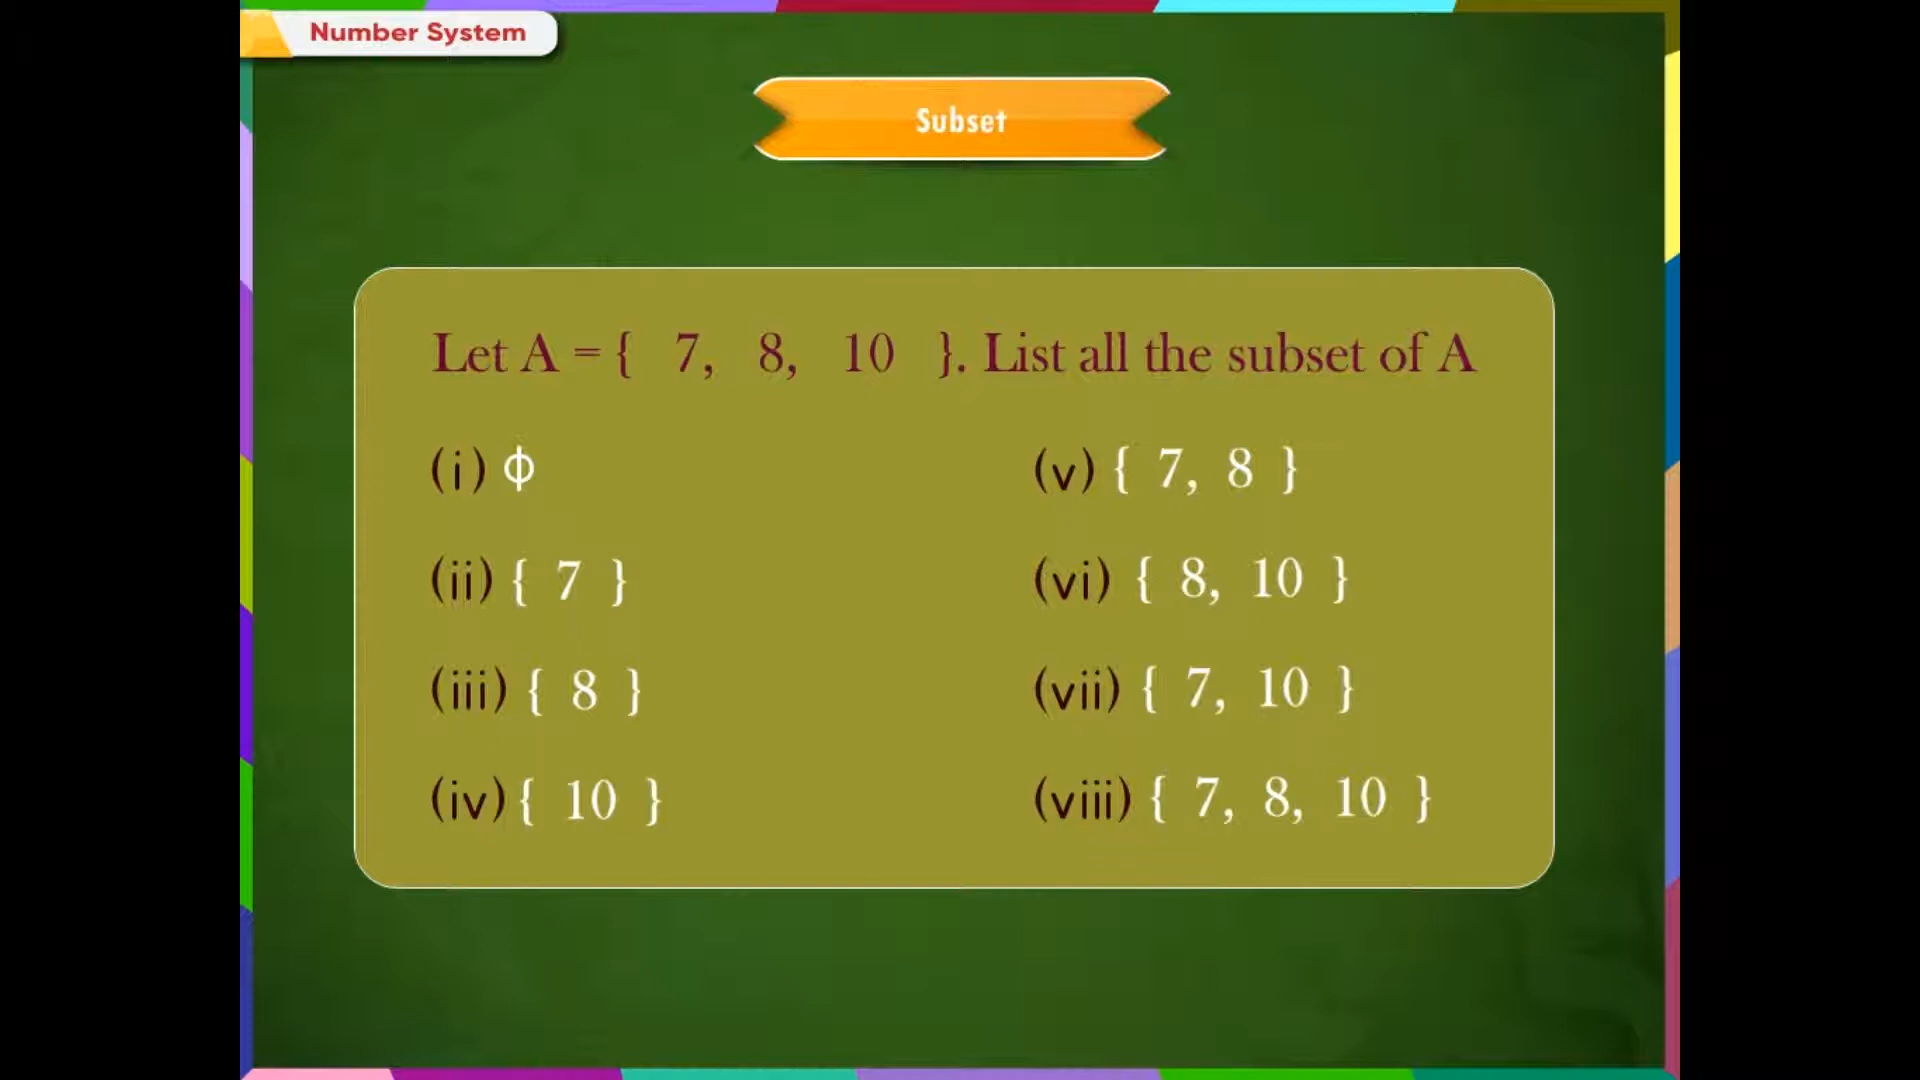 Number System
Subset
Let A = { 7, 8, 10 }. List all the subset of A
(i) ϕ
(ii) { 7 }
(iii) { 8 }
(iv) { 10 }
(v) { 7, 8 }
(vi) { 8, 10 }
(vii) { 7, 10 }
(viii) { 7, 8, 10 }